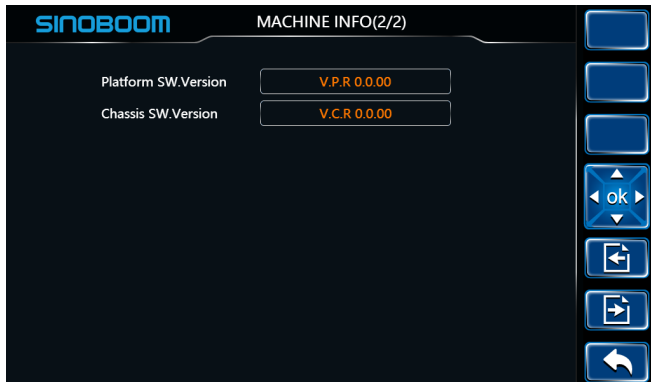 SINOBOOM
MACHINE INFO(2/2)
Platform SW.Version
V.P.R 0.0.00
Chassis SW.Version
V.C.R 0.0.00
ok